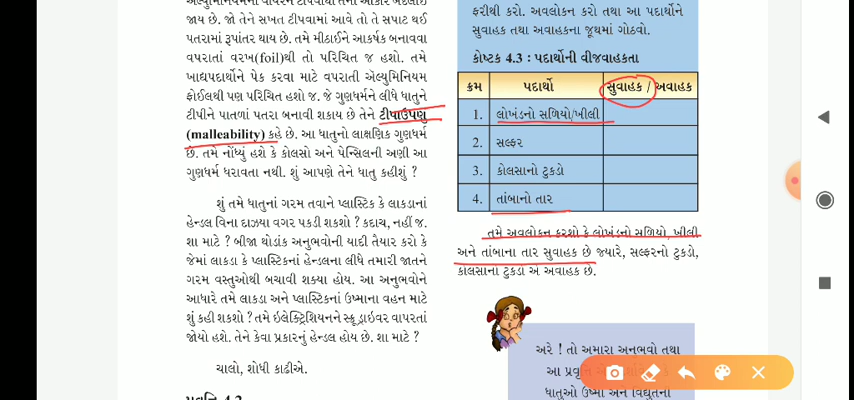 જાય છે. જો તેને સખત ટીપવામાં આવે તો તે સપાટ થઈ
પતરામાં રૂપાંતર થાય છે. તમે મીઠાઈને આકર્ષક બનાવવા
વપરાતાં વરખ(foil)થી તો પરિચિત જ હશો. તમે
ખાદ્યપદાર્થોને પેક કરવા માટે વપરાતી એલ્યુમિનિયમ
ફોઈલથી પણ પરિચિત હશો જ. જે ગુણધર્મને લીધે ધાતુને
ટીપીને પાતળાં પતરા બનાવી શકાય છે તેને ટીપાઉપણુ
(malleability) કહે છે. આ ધાતુનો લાક્ષણિક ગુણધર્મ
છે. તમે નોંધ્યું હશે કે કોલસો અને પેન્સિલની અણી આ
ગુણધર્મ ધરાવતા નથી. શું આપણે તેને ધાતુ કહીશું ?
શું તમે ધાતુનાં ગરમ તવાને પ્લાસ્ટિક કે લાકડાનાં
હેન્ડલ વિના દાઝ્યા વગર પકડી શકશો ? કદાચ, નહીં જ.
શા માટે ? બીજા થોડાંક અનુભવોની યાદી તૈયાર કરો કે
જેમાં લાકડા કે પ્લાસ્ટિકનાં હેન્ડલના લીધે તમારી જાતને
ગરમ વસ્તુઓથી બચાવી શક્યા હોય. આ અનુભવોને
આધારે તમે લાકડા અને પ્લાસ્ટિકનાં ઉષ્માના વહન માટે
શું કહી શકશો ? તમે ઇલેક્ટ્રિશિયનને સ્ક્રૂડ્રાઇવર વાપરતાં
જોયો હશે. તેને કેવા પ્રકારનું હેન્ડલ હોય છે. શા માટે ?
ચાલો, શોધી કાઢીએ.
ફરીથી કરો. અવલોકન કરો તથા આ પદાર્થોને
સુવાહક તથા અવાહકના જૂથમાં ગોઠવો.
કોષ્ટક 4.3 : પદાર્થોની વીજવાહકતા
ક્રમ પદાર્થો સુવાહક / અવાહક
1. લોખંડનો સળિયો/ખીલી
2. સલ્ફર
3. કોલસાનો ટુકડો
4. તાંબાનો તાર
તમે અવલોકન કરશો કે લોખંડનો સળિયો, ખીલી
અને તાંબાના તાર સુવાહક છે જ્યારે, સલ્ફરનો ટુકડો,
કોલસાનો ટુકડો એ અવાહક છે.
અરે ! તો અમારા અનુભવો તથા